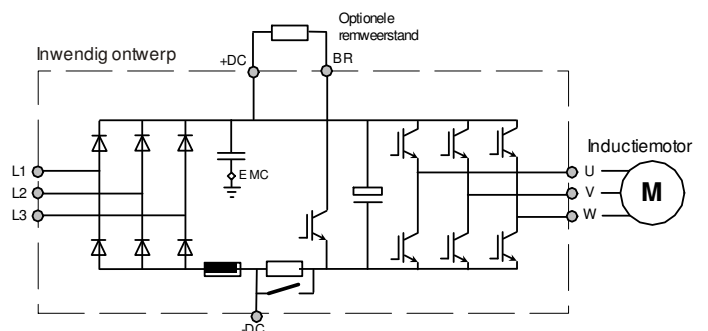 Optionele
remweerstand
Inwendig ontwerp
+DC
BR
Inductiemotor
L1
L2
L3
EMC
U
V
W
M
-DC